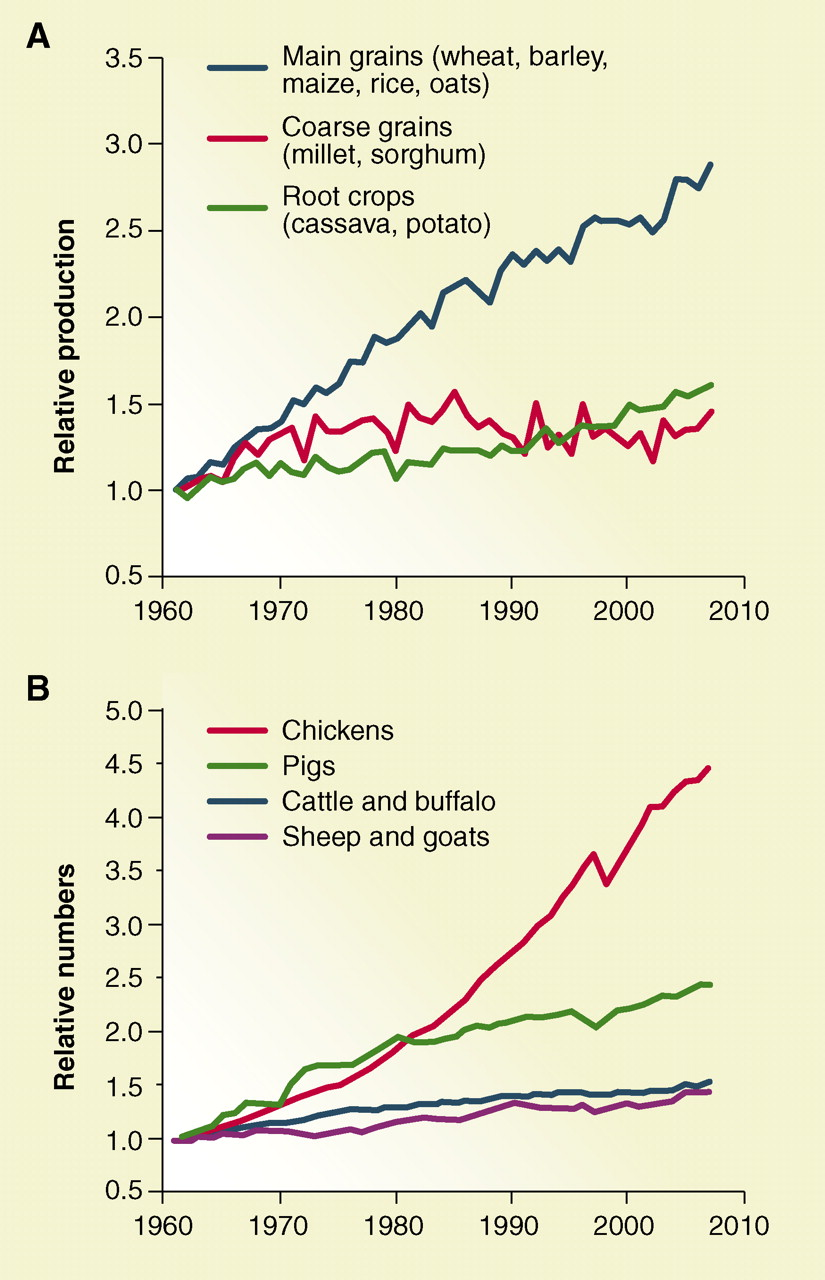 A
3.5
3.0
2.5
2.0
1.5
1.0
0.5
Relative production
Main grains (wheat, barley,
maize, rice, oats)
Coarse grains
(millet, sorghum)
Root crops
(cassava, potato)
1960 1970 1980 1990 2000 2010
B
5.0
4.5
4.0
3.5
3.0
2.5
2.0
1.5
1.0
0.5
Relative numbers
Chickens
Pigs
Cattle and buffalo
Sheep and goats
1960 1970 1980 1990 2000 2010